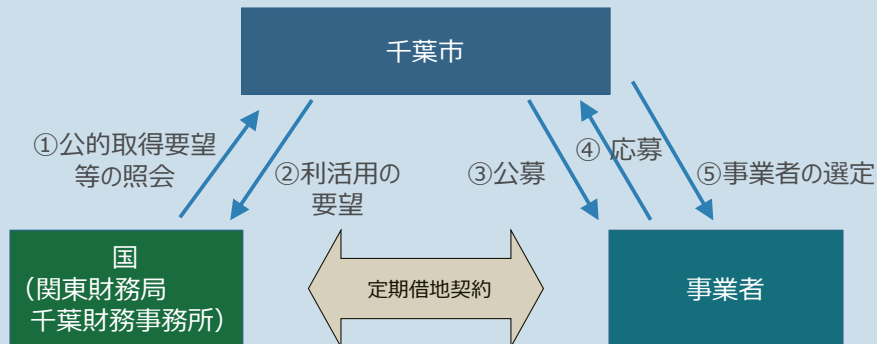 千葉市
①公的取得要望
等の照会
②利活用の
要望
③公募
④ 応募
⑤事業者の選定
国
（関東財務局
千葉財務事務所）
定期借地契約
事業者